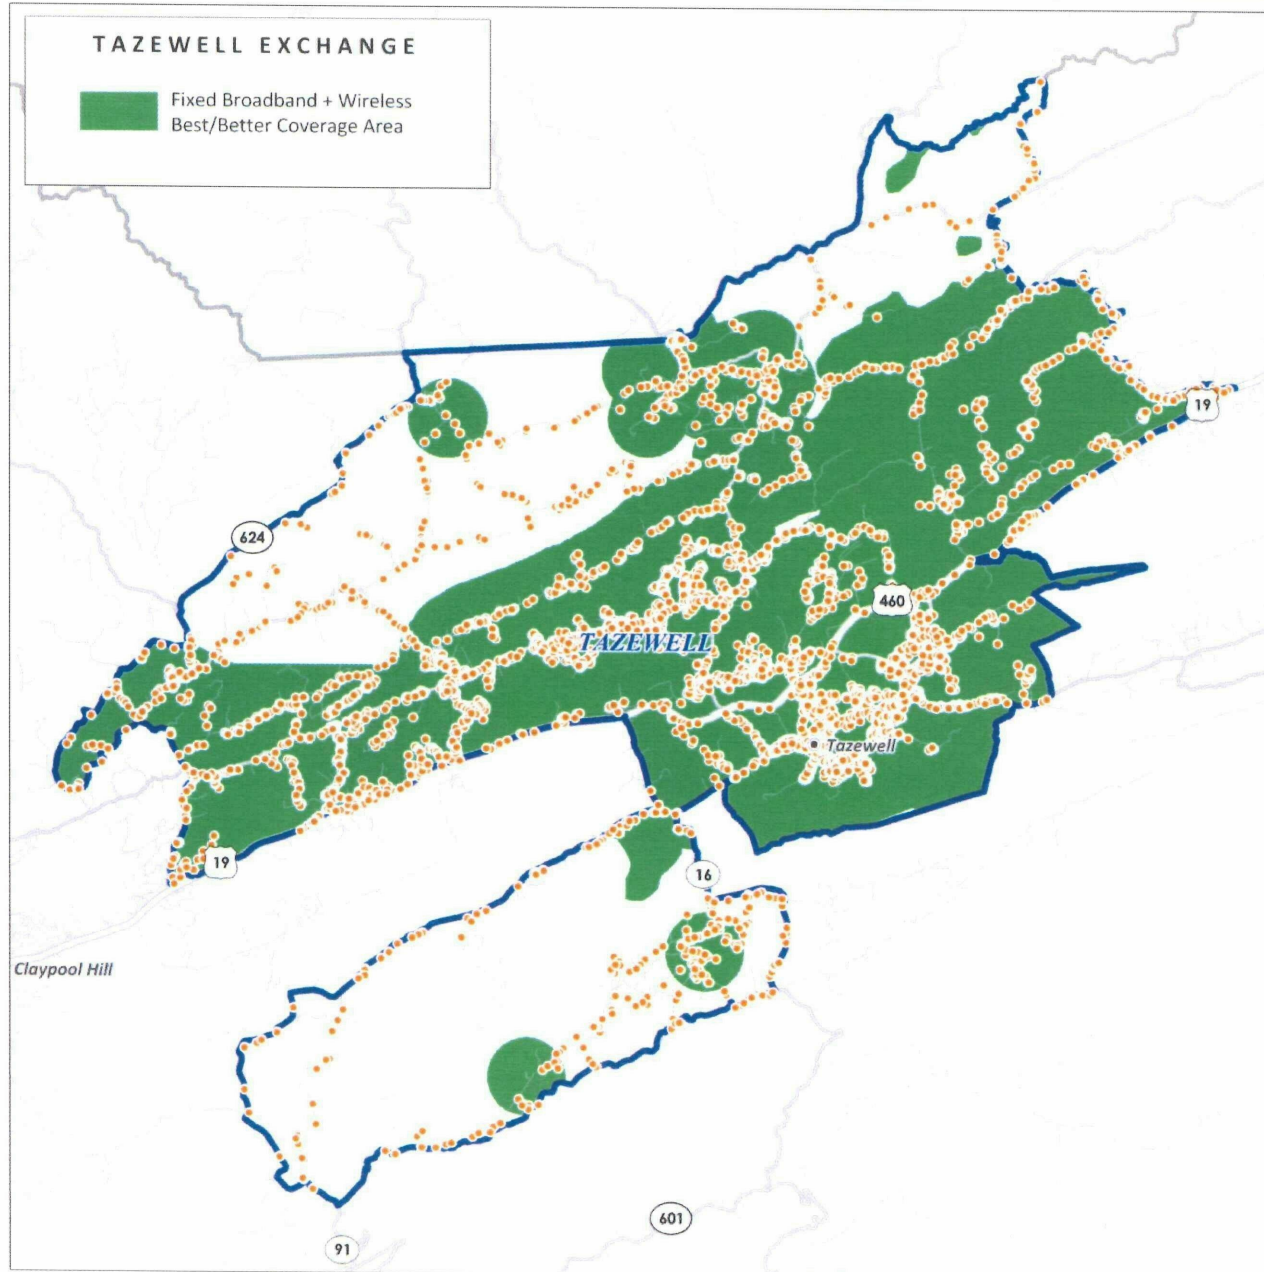 TAZEWELL EXCHANGE
Fixed Broadband + Wireless
Best/Better Coverage Area
19
624
460
TAZEWELL
Tazewell
19
16
Claypool Hill
601
91